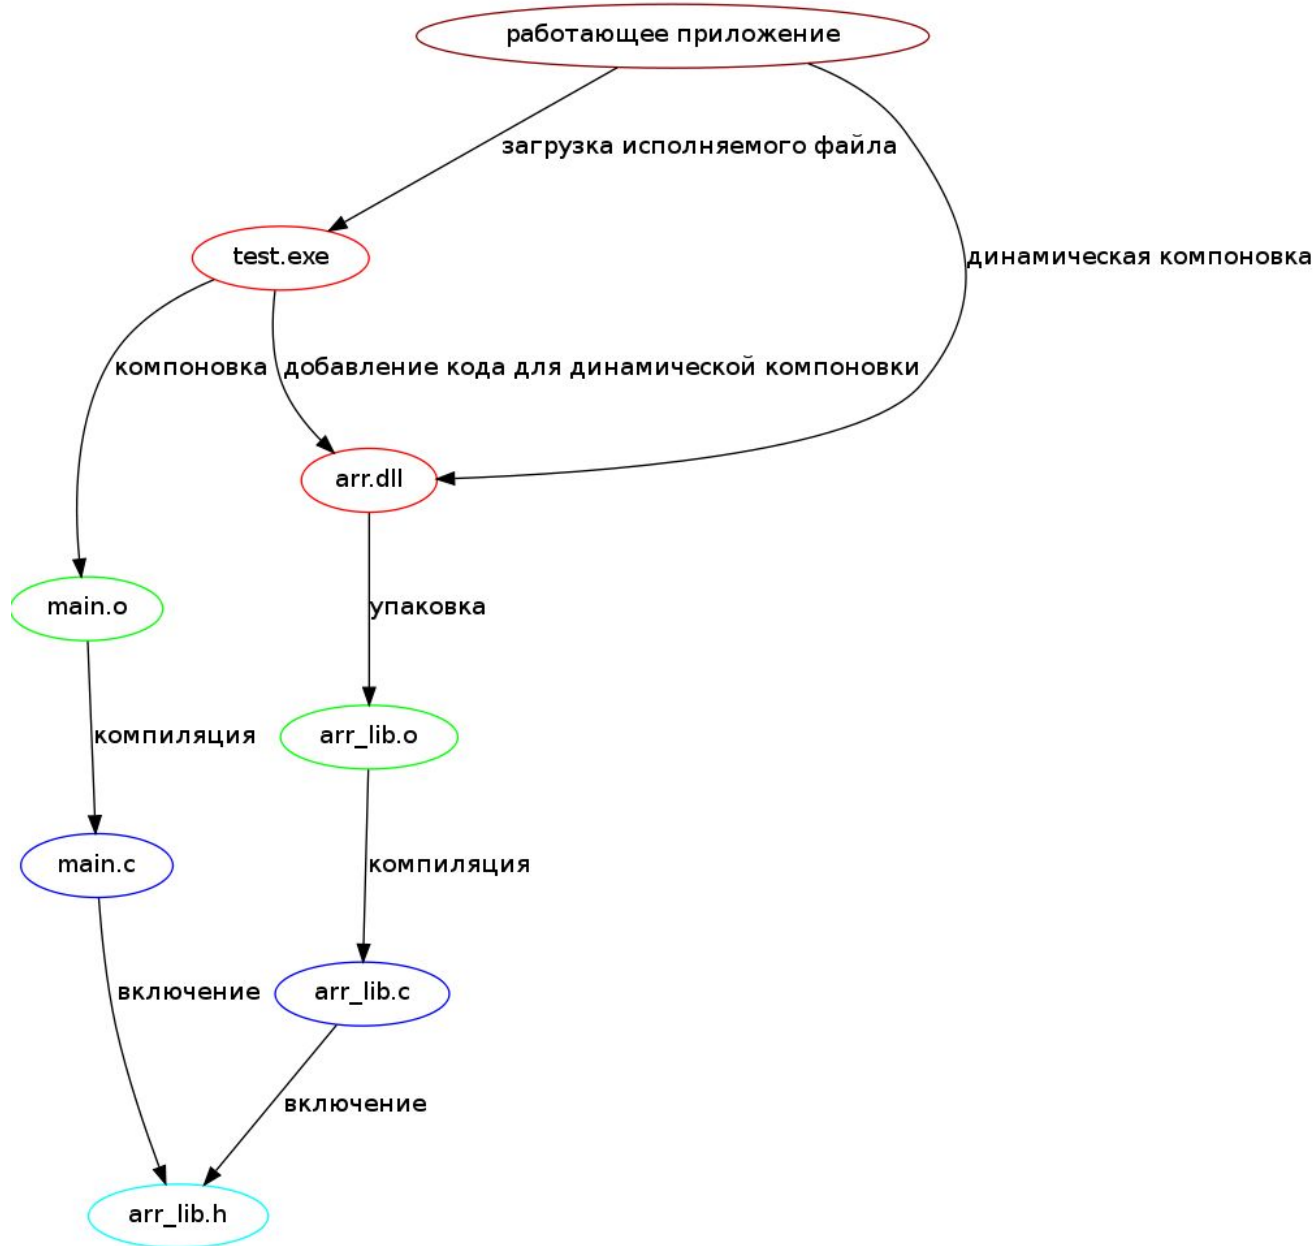 работающее приложение
загрузка исполняемого файла
test.exe
динамическая компоновка
компоновка
добавление кода для динамической компоновки
arr.dll
main.o
упаковка
компиляция
arr_lib.o
main.c
компиляция
включение
arr_lib.c
включение
arr_lib.h